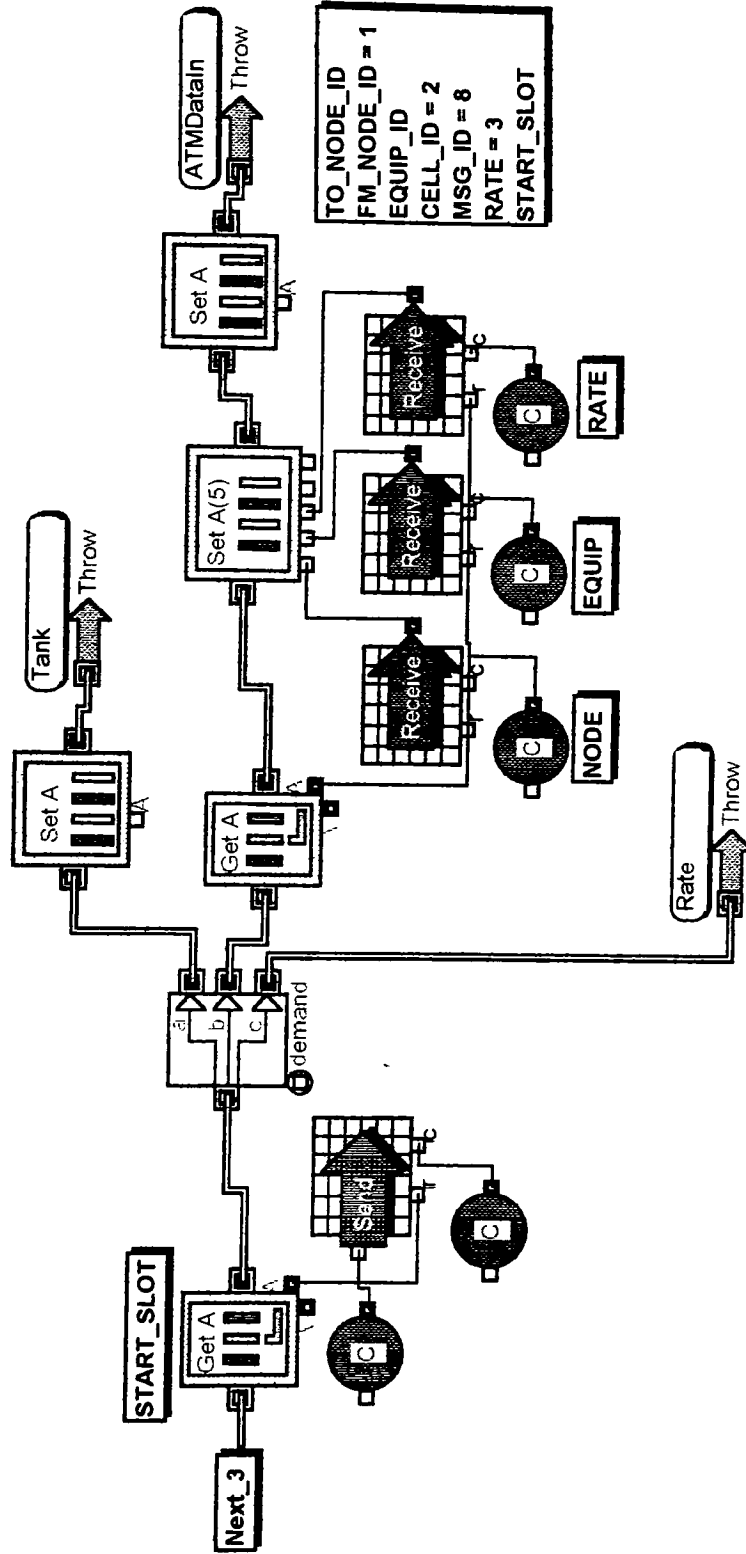 Next_3
START_SLOT
Get A
A
C
Send
r
c
C
demand
a
b
c
Set A
A
Tank
Throw
Get A
A
Set A(5)
Set A
A
ATMDataIn
Throw
Receive
r
c
C
NODE
Receive
r
c
C
EQUIP
Receive
r
c
C
RATE
Rate
Throw
TO_NODE_ID
FM_NODE_ID = 1
EQUIP_ID
CELL_ID = 2
MSG_ID = 8
RATE = 3
START_SLOT